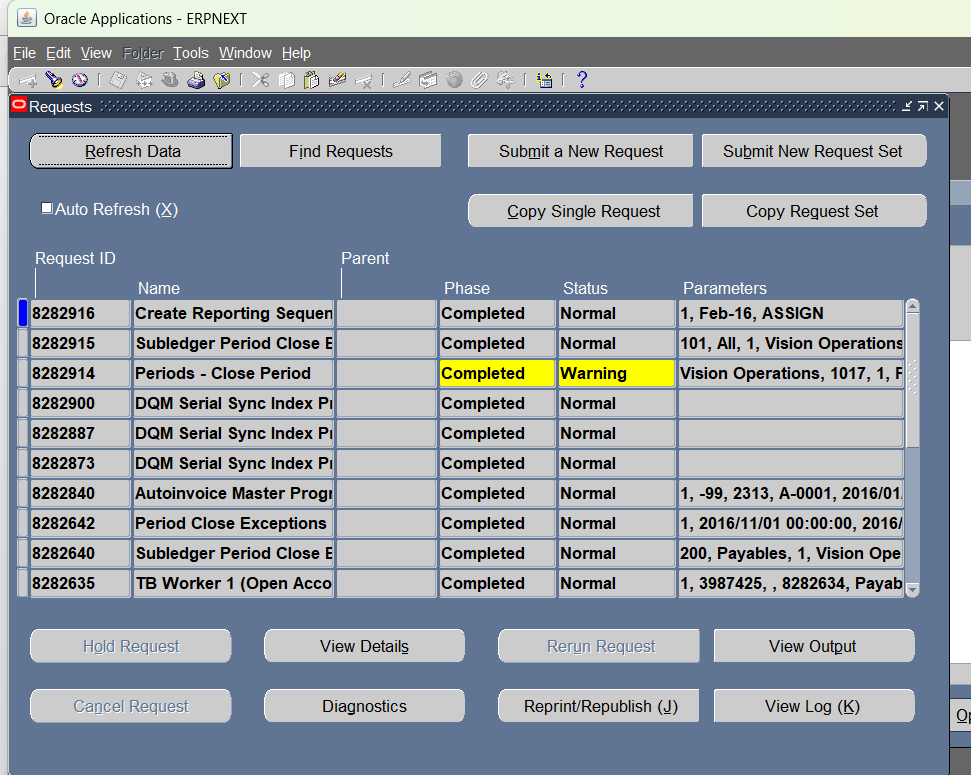 Oracle Applications - ERPNEXT
File Edit View Folder Tools Window Help
?
Requests
Refresh Data Find Requests Submit a New Request Submit New Request Set
Auto Refresh (X) Copy Single Request Copy Request Set
Request ID Parent
Name Phase Status Parameters
8282916 Create Reporting Sequen Completed Normal 1, Feb-16, ASSIGN
8282915 Subledger Period Close E Completed Normal 101, All, 1, Vision Operations
8282914 Periods - Close Period Completed Warning Vision Operations, 1017, 1, F
8282900 DQM Serial Sync Index Pr Completed Normal
8282887 DQM Serial Sync Index Pr Completed Normal
8282873 DQM Serial Sync Index Pr Completed Normal
8282840 Autoinvoice Master Progr Completed Normal 1, -99, 2313, A-0001, 2016/01
8282642 Period Close Exceptions Completed Normal 1, 2016/11/01 00:00:00, 2016/
8282640 Subledger Period Close E Completed Normal 200, Payables, 1, Vision Ope
8282635 TB Worker 1 (Open Acco Completed Normal 1, 3987425, , 8282634, Payab
Hold Request View Details Rerun Request View Output
Cancel Request Diagnostics Reprint/Republish (J) View Log (K)
Op